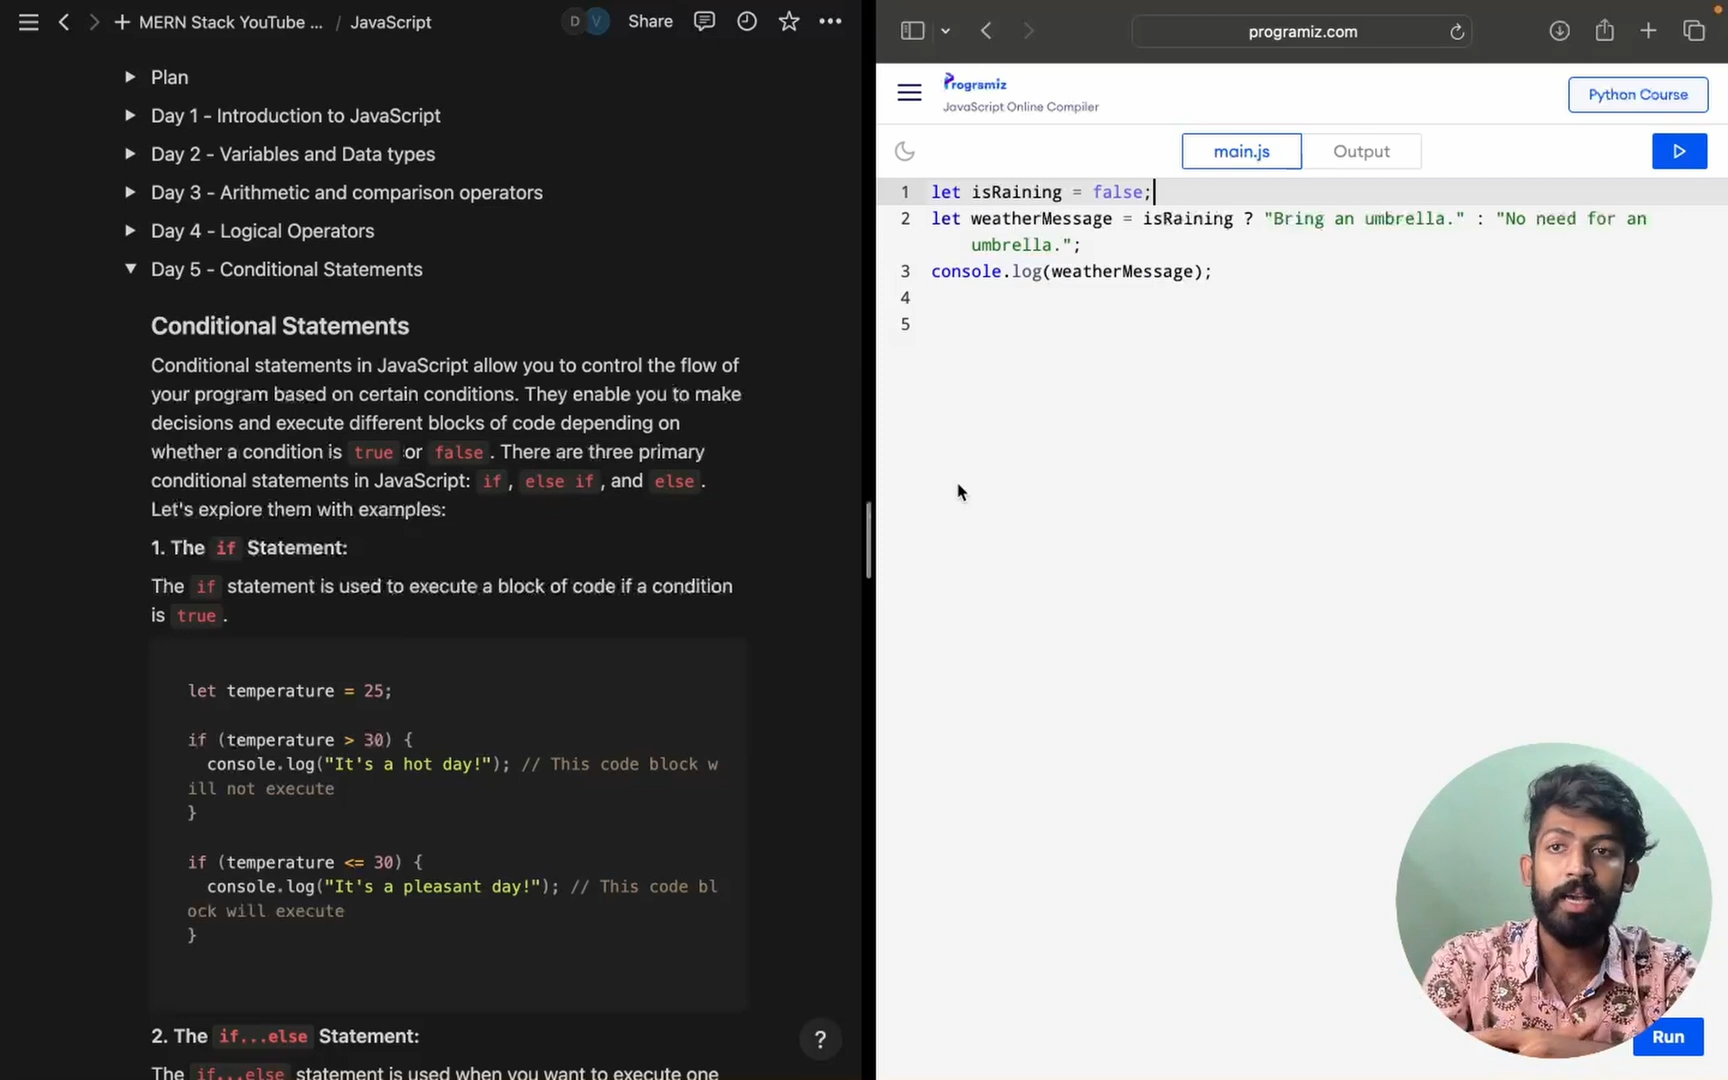 MERN Stack YouTube ... / JavaScript
D V Share
Plan
Day 1 - Introduction to JavaScript
Day 2 - Variables and Data types
Day 3 - Arithmetic and comparison operators
Day 4 - Logical Operators
Day 5 - Conditional Statements
Conditional Statements
Conditional statements in JavaScript allow you to control the flow of
your program based on certain conditions. They enable you to make
decisions and execute different blocks of code depending on
whether a condition is true or false. There are three primary
conditional statements in JavaScript: if, else if, and else.
Let's explore them with examples:
1. The if Statement:
The if statement is used to execute a block of code if a condition
is true.
let temperature = 25;
if (temperature > 30) {
console.log("It's a hot day!"); // This code block w
ill not execute
}
if (temperature <= 30) {
console.log("It's a pleasant day!"); // This code bl
ock will execute
}
2. The if...else Statement:
The if...else statement is used when you want to execute one
?
programiz.com
Programiz
JavaScript Online Compiler
Python Course
main.js
Output
1 let isRaining = false;
2 let weatherMessage = isRaining ? "Bring an umbrella." : "No need for an
umbrella.";
3 console.log(weatherMessage);
4
5
Run